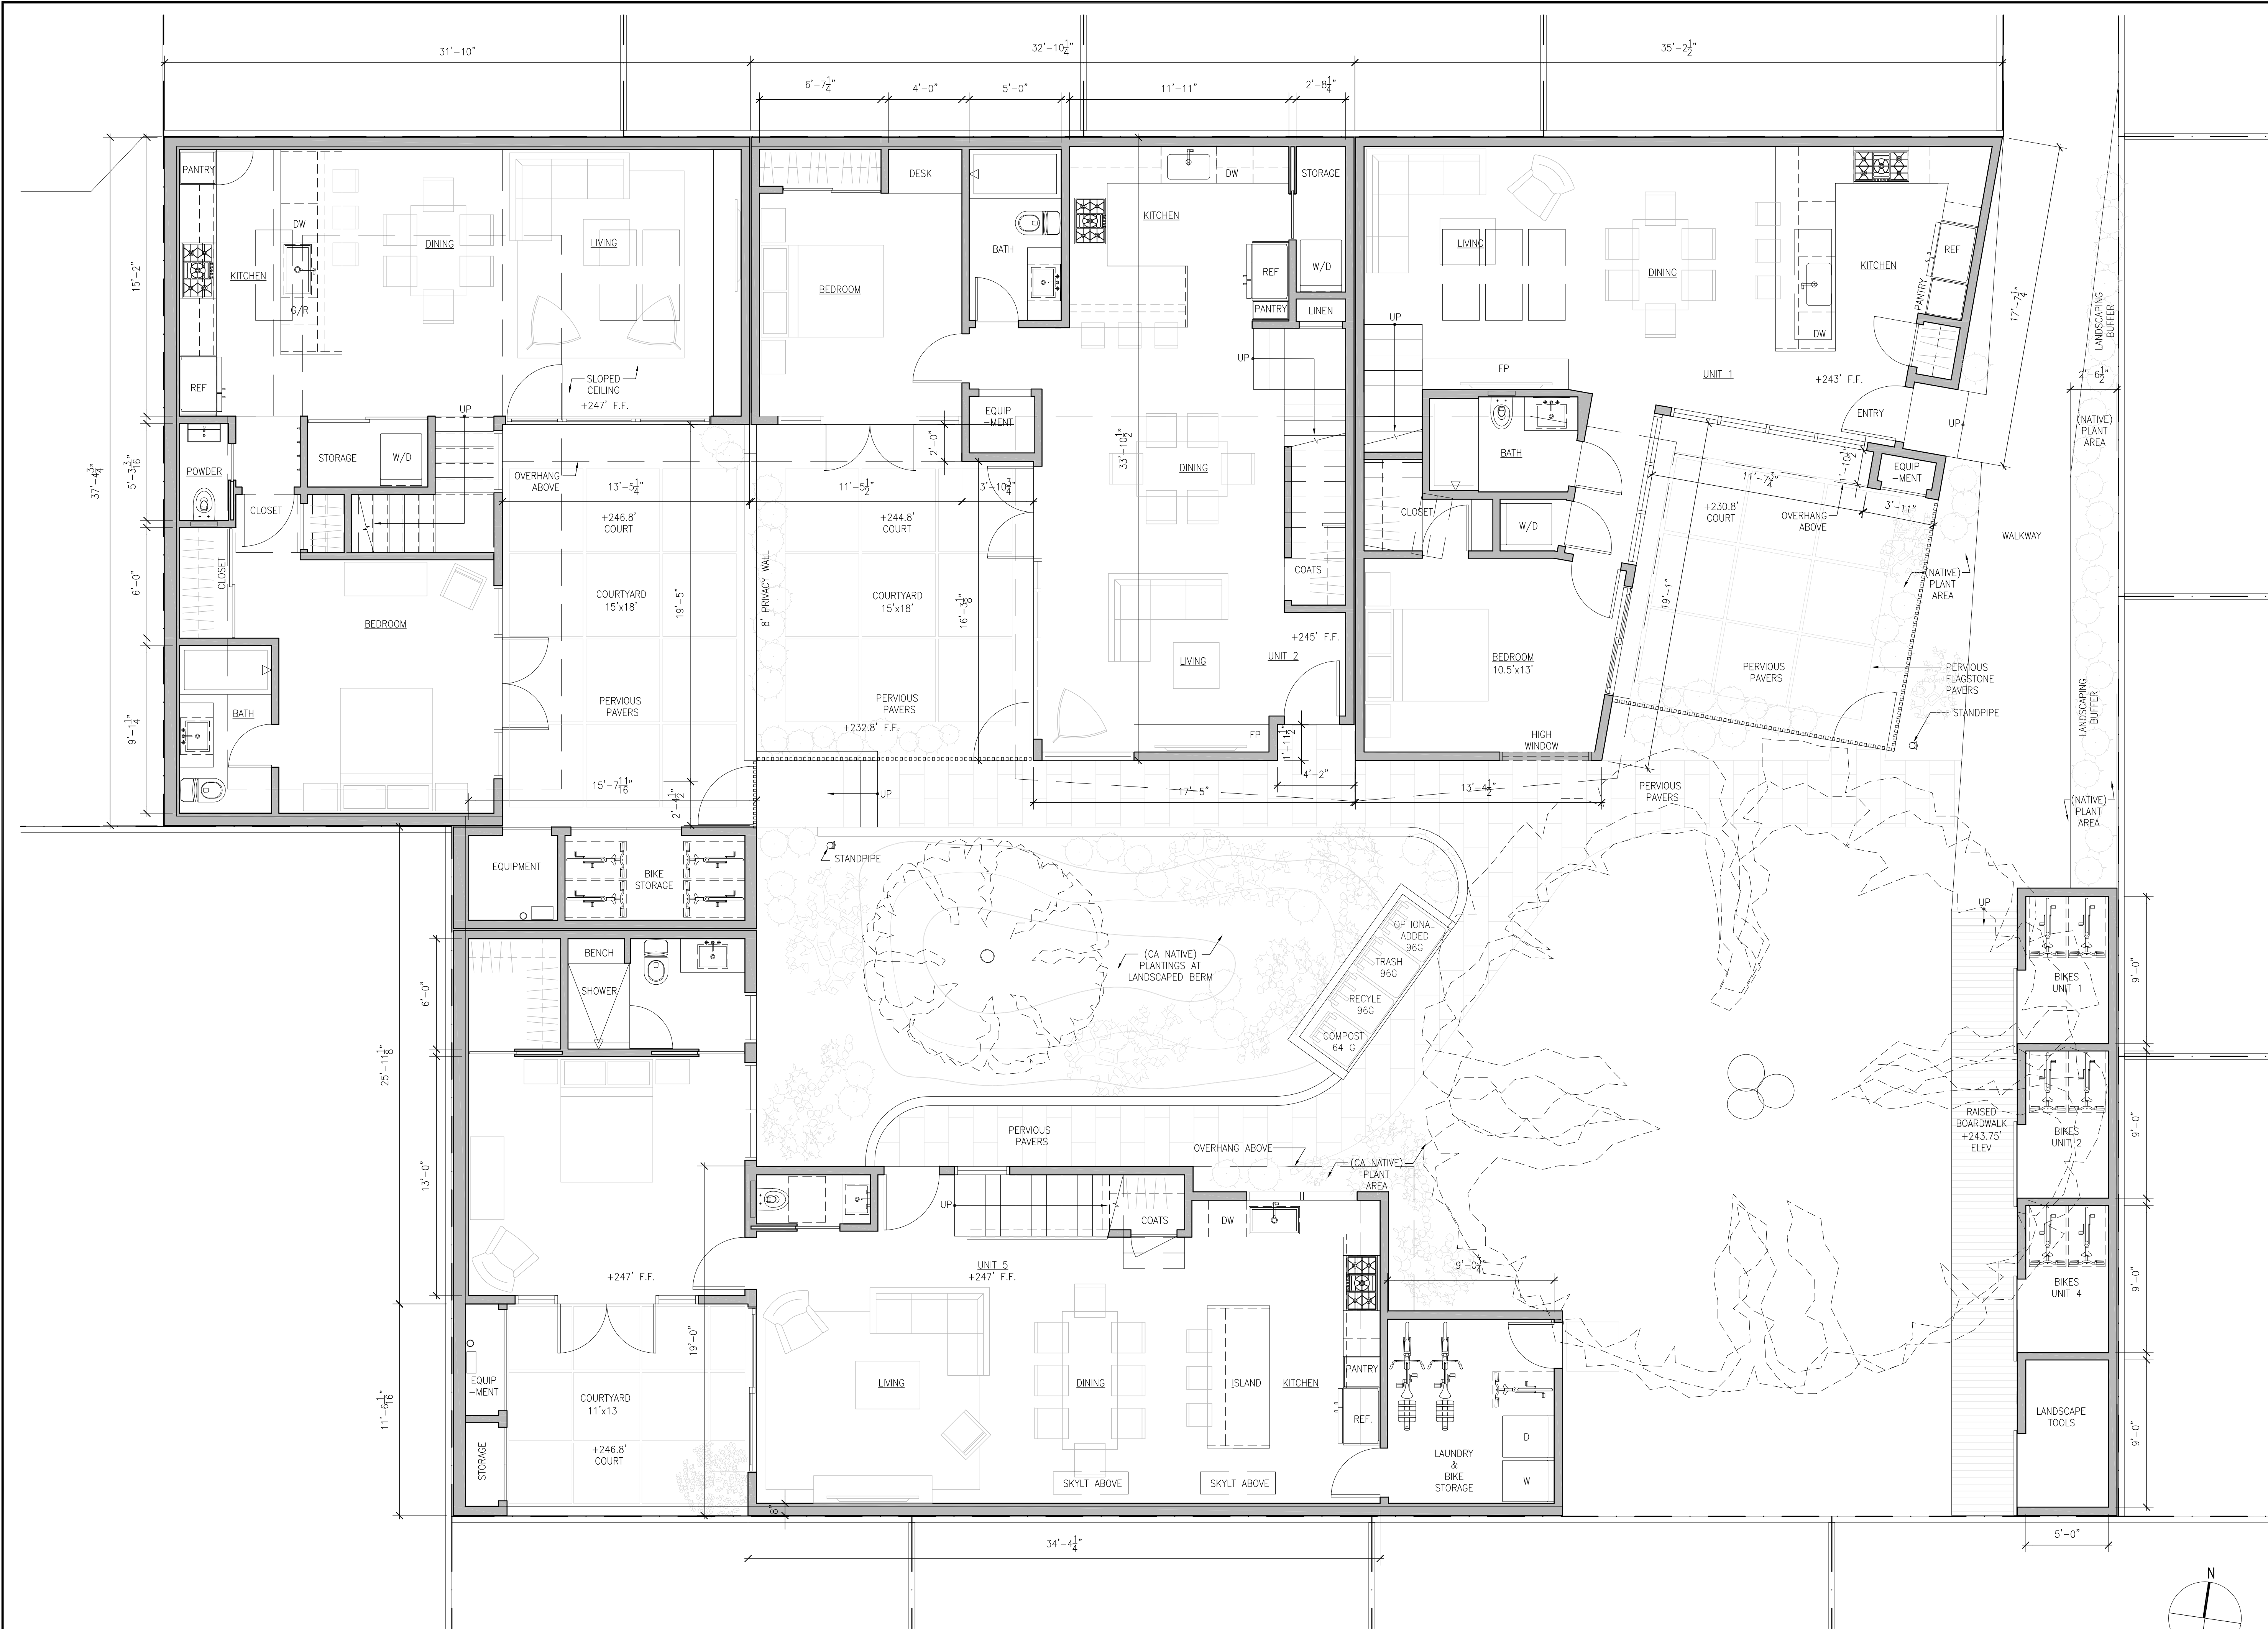 31'-10"
32'-10 1/4"
35'-2 1/2"
6'-7 1/4"
4'-0"
5'-0"
11'-11"
2'-8 1/4"
PANTRY
DW
KITCHEN
G/R
REF
DINING
LIVING
SLOPED
CEILING
+247' F.F.
15'-2"
37'-4 3/4"
5'-3 3/16"
6'-0"
9'-1 1/4"
POWDER
STORAGE
W/D
UP
CLOSET
CLOSET
BEDROOM
BATH
OVERHANG
ABOVE
13'-5 1/4"
+246.8'
COURT
COURTYARD
15'x18'
19'-5"
PERVIOUS
PAVERS
15'-7 11/16"
2'-4 1/2"
8' PRIVACY WALL
DESK
BEDROOM
BATH
KITCHEN
DW
STORAGE
REF
W/D
PANTRY
LINEN
UP
EQUIP
-MENT
2'-0"
11'-5 1/2"
3'-10 3/4"
+244.8'
COURT
COURTYARD
15'x18'
16'-3 1/8"
PERVIOUS
PAVERS
+232.8' F.F.
33'-10 1/2"
DINING
COATS
+245' F.F.
LIVING
UNIT 2
FP
1'-11 1/2"
4'-2"
17'-5"
13'-4 1/2"
UP
LIVING
DINING
KITCHEN
REF
PANTRY
DW
UP
FP
UNIT 1
+243' F.F.
ENTRY
UP
BATH
CLOSET
W/D
BEDROOM
10.5'x13'
HIGH
WINDOW
EQUIP
-MENT
1'-10 1/2"
11'-7 3/4"
3'-11"
+230.8'
COURT
OVERHANG
ABOVE
19'-1"
17'-7 1/4"
WALKWAY
(NATIVE)
PLANT
AREA
PERVIOUS
PAVERS
PERVIOUS
FLAGSTONE
PAVERS
STANDPIPE
PERVIOUS
PAVERS
LANDSCAPING
BUFFER
2'-6 1/2"
(NATIVE)
PLANT
AREA
LANDSCAPING
BUFFER
(NATIVE)
PLANT
AREA
EQUIPMENT
BIKE
STORAGE
STANDPIPE
(CA NATIVE)
PLANTINGS AT
LANDSCAPED BERM
OPTIONAL
ADDED
96G
TRASH
96G
RECYLE
96G
COMPOST
64 G
BENCH
SHOWER
6'-0"
25'-11 1/8"
13'-0"
11'-6 1/16"
PERVIOUS
PAVERS
OVERHANG ABOVE
(CA NATIVE)
PLANT
AREA
UP
COATS
DW
UNIT 5
+247' F.F.
+247' F.F.
9'-0 3/4"
19'-0"
EQUIP
-MENT
STORAGE
COURTYARD
11'x13
+246.8'
COURT
LIVING
DINING
ISLAND
KITCHEN
PANTRY
REF.
SKYLT ABOVE
SKYLT ABOVE
8"
LAUNDRY
&
BIKE
STORAGE
D
W
34'-4 1/4"
UP
RAISED
BOARDWALK
+243.75'
ELEV
BIKES
UNIT 1
9'-0"
BIKES
UNIT 2
9'-0"
BIKES
UNIT 4
9'-0"
LANDSCAPE
TOOLS
9'-0"
5'-0"
N